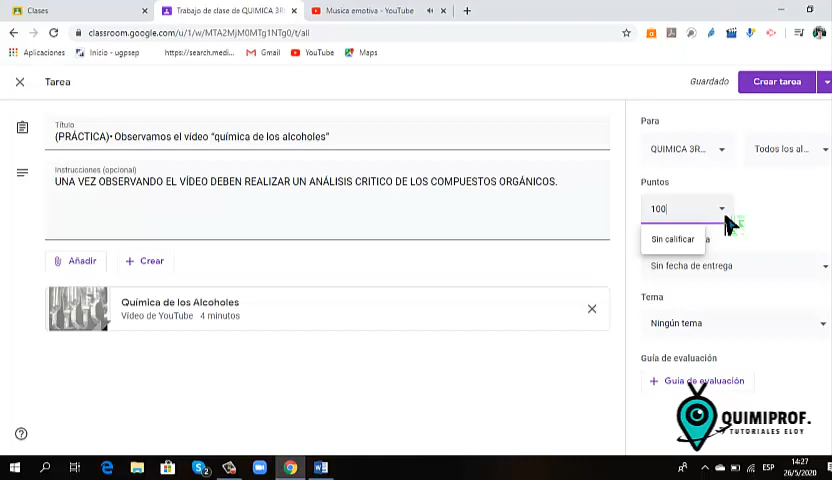 Clases
Trabajo de clase de QUIMICA 3R
Musica emotiva - YouTube
classroom.google.com/u/1/w/MTA2MjM0MTg1NTg0/t/all
Aplicaciones
Inicio - ugpsep
https://search.medi...
Gmail
YouTube
Maps
Tarea
Guardado
Crear tarea
Título
(PRÁCTICA)• Observamos el vídeo "química de los alcoholes"
Instrucciones (opcional)
UNA VEZ OBSERVANDO EL VÍDEO DEBEN REALIZAR UN ANÁLISIS CRITICO DE LOS COMPUESTOS ORGÁNICOS.
Añadir
Crear
Química de los Alcoholes
Vídeo de YouTube 4 minutos
Para
QUIMICA 3R...
Todos los al...
Puntos
100
Sin calificar
Sin fecha de entrega
Tema
Ningún tema
Guía de evaluación
Guía de evaluación
QUIMIPROF.
TUTORIALES ELOY
ESP
14:27
26/5/2020